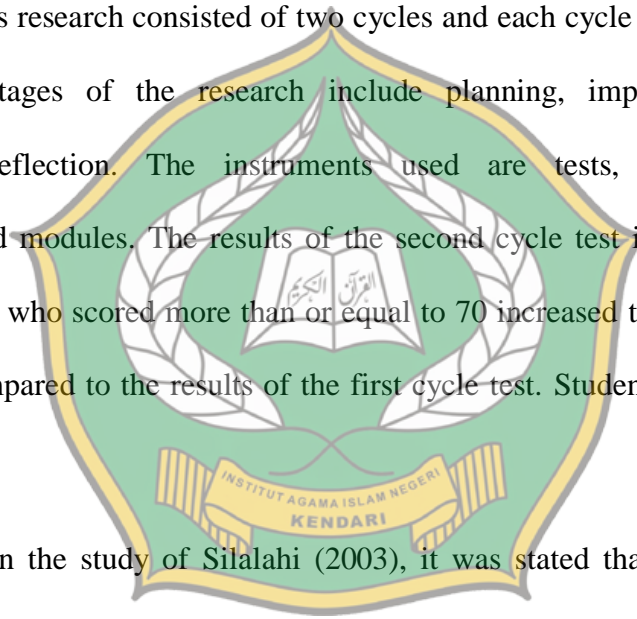 s research consisted of two cycles and each cycle
tages of the research include planning, imp
eflection. The instruments used are tests,
d modules. The results of the second cycle test i
القرآن الكريم
who scored more than or equal to 70 increased t
mpared to the results of the first cycle test. Studen
INSTITUT AGAMA ISLAM NEGERI
KENDARI
n the study of Silalahi (2003), it was stated tha